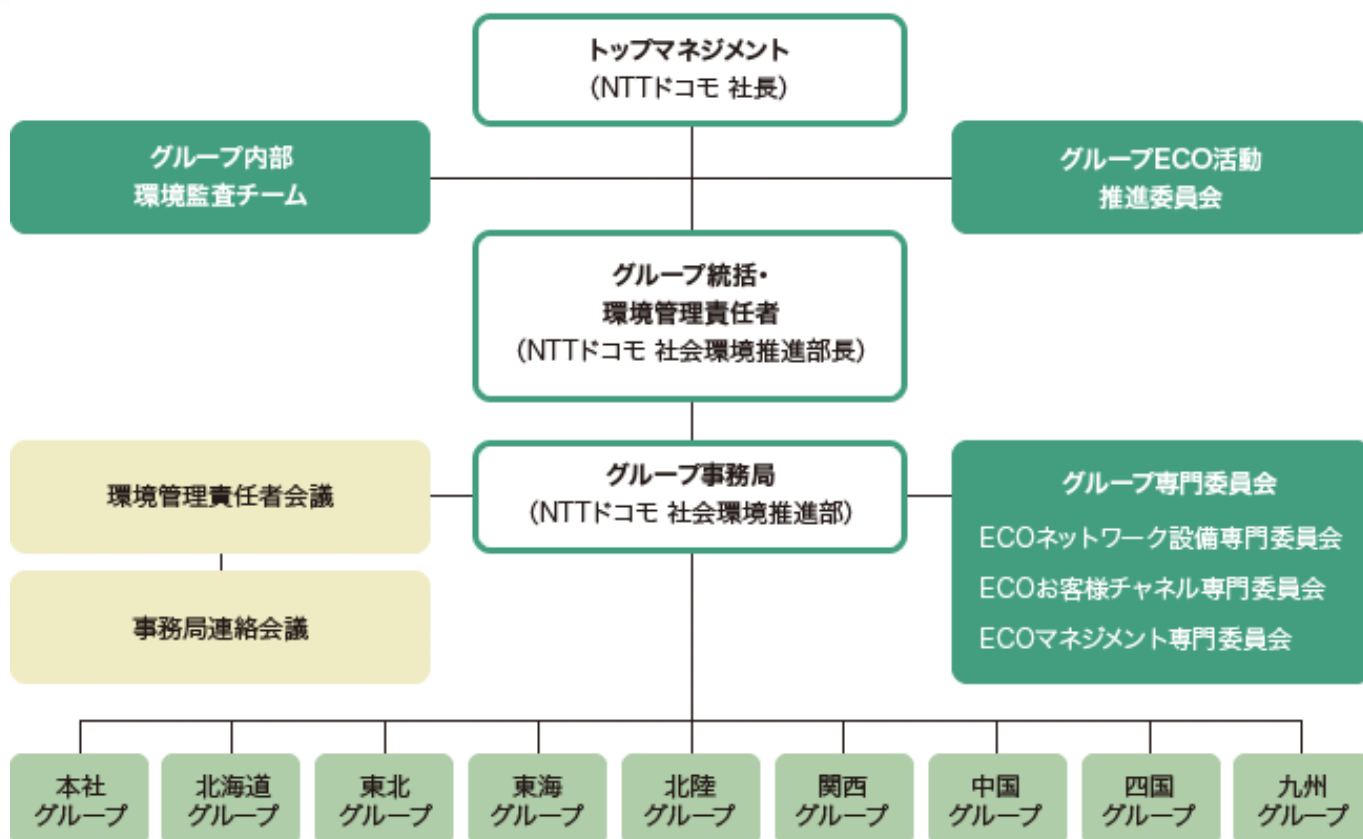 トップマネジメント
（NTTドコモ 社長）
グループ内部
環境監査チーム
グループECO活動
推進委員会
グループ統括・
環境管理責任者
（NTTドコモ 社会環境推進部長）
環境管理責任者会議
グループ事務局
（NTTドコモ 社会環境推進部）
グループ専門委員会
ECOネットワーク設備専門委員会
ECOお客様チャネル専門委員会
ECOマネジメント専門委員会
事務局連絡会議
本社
グループ
北海道
グループ
東北
グループ
東海
グループ
北陸
グループ
関西
グループ
中国
グループ
四国
グループ
九州
グループ